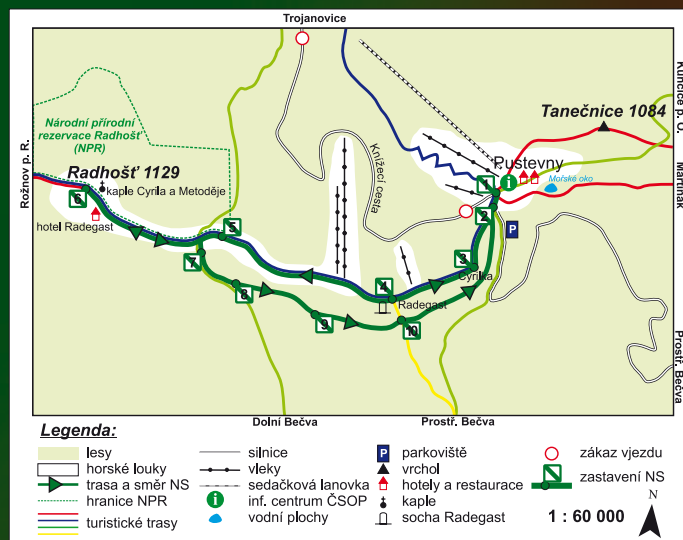 Trojanovice
Kunčice p. O.
Tanečnice 1084
Národní přírodní
rezervace Radhošť
(NPR)
Knížecí cesta
Pustevny
Martiňák
Rožnov p. R.
Radhošť 1129
kaple Cyrila a Metoděje
Mořské oko
1
i
6
hotel Radegast
2
5
P
7
3
Cyrilka
4
8
Radegast
9
10
Prostř. Bečva
Dolní Bečva
Prostř. Bečva
Legenda:
lesy
horské louky
trasa a směr NS
hranice NPR
turistické trasy
silnice
vleky
sedačková lanovka
i inf. centrum ČSOP
vodní plochy
P parkoviště
vrchol
hotely a restaurace
kaple
socha Radegast
zákaz vjezdu
zastavení NS
N
1 : 60 000